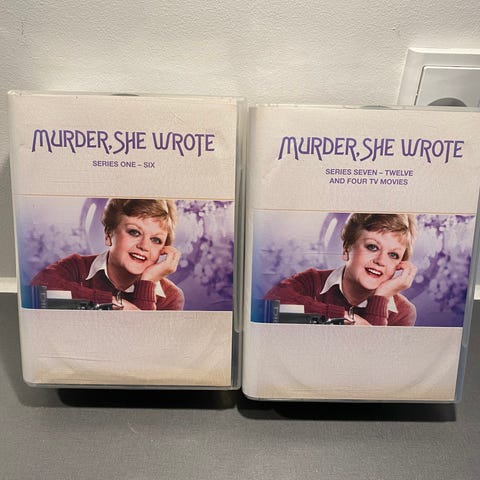 MURDER, SHE WROTE
SERIES ONE – SIX
MURDER, SHE WROTE
SERIES SEVEN – TWELVE
AND FOUR TV MOVIES